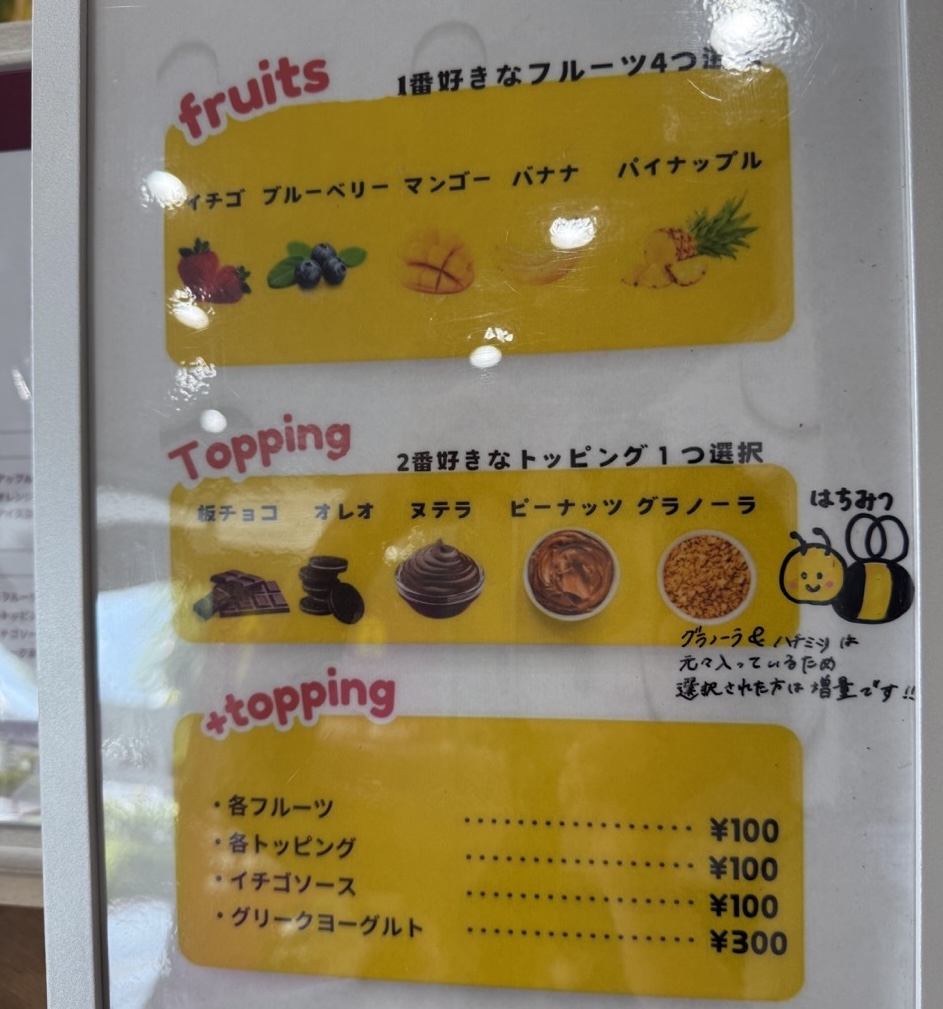 fruits
1番好きなフルーツ4つ選択
イチゴ ブルーベリー マンゴー バナナ パイナップル
Topping
2番好きなトッピング1つ選択
板チョコ オレオ ヌテラ ピーナッツ グラノーラ
はちみつ
グラノーラ & ハチミツ は
元々入っているため
選択された方は 増量です!!
+topping
・各フルーツ ................. ¥100
・各トッピング ................. ¥100
・イチゴソース ................. ¥100
・グリークヨーグルト ................. ¥300